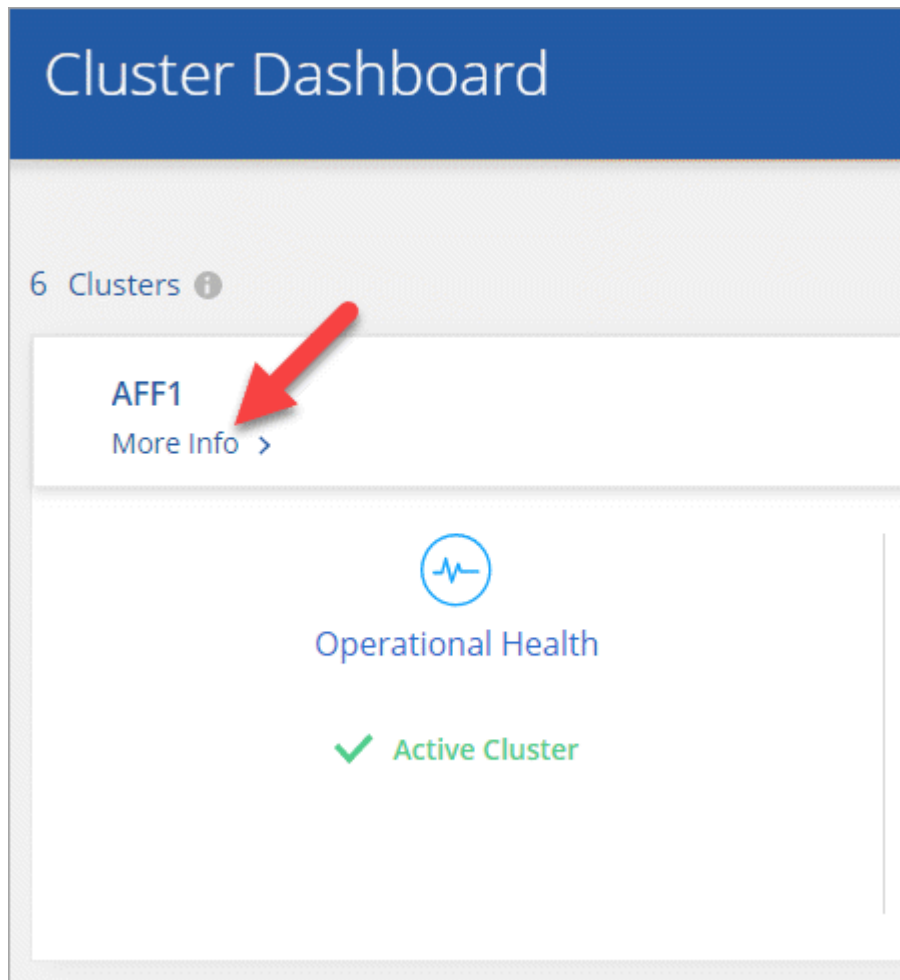 Cluster Dashboard
6 Clusters
AFF1
More Info >
Operational Health
Active Cluster